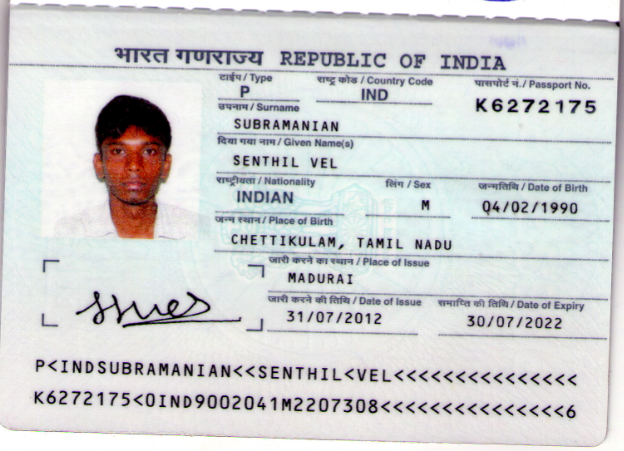 भारत गणराज्य REPUBLIC OF INDIA
टाईप / Type
P
राष्ट्र कोड / Country Code
IND
पासपोर्ट नं. / Passport No.
K6272175
उपनाम / Surname
SUBRAMANIAN
दिया गया नाम / Given Name(s)
SENTHIL VEL
राष्ट्रीयता / Nationality
INDIAN
लिंग / Sex
M
जन्मतिथि / Date of Birth
04/02/1990
जन्म स्थान / Place of Birth
CHETTIKULAM, TAMIL NADU
जारी करने का स्थान / Place of Issue
MADURAI
जारी करने की तिथि / Date of Issue
31/07/2012
समाप्ति की तिथि / Date of Expiry
30/07/2022
P<INDSUBRAMANIAN<<SENTHIL<VEL<<<<<<<<<<<<<<<
K6272175<0IND9002041M2207308<<<<<<<<<<<<<<<6